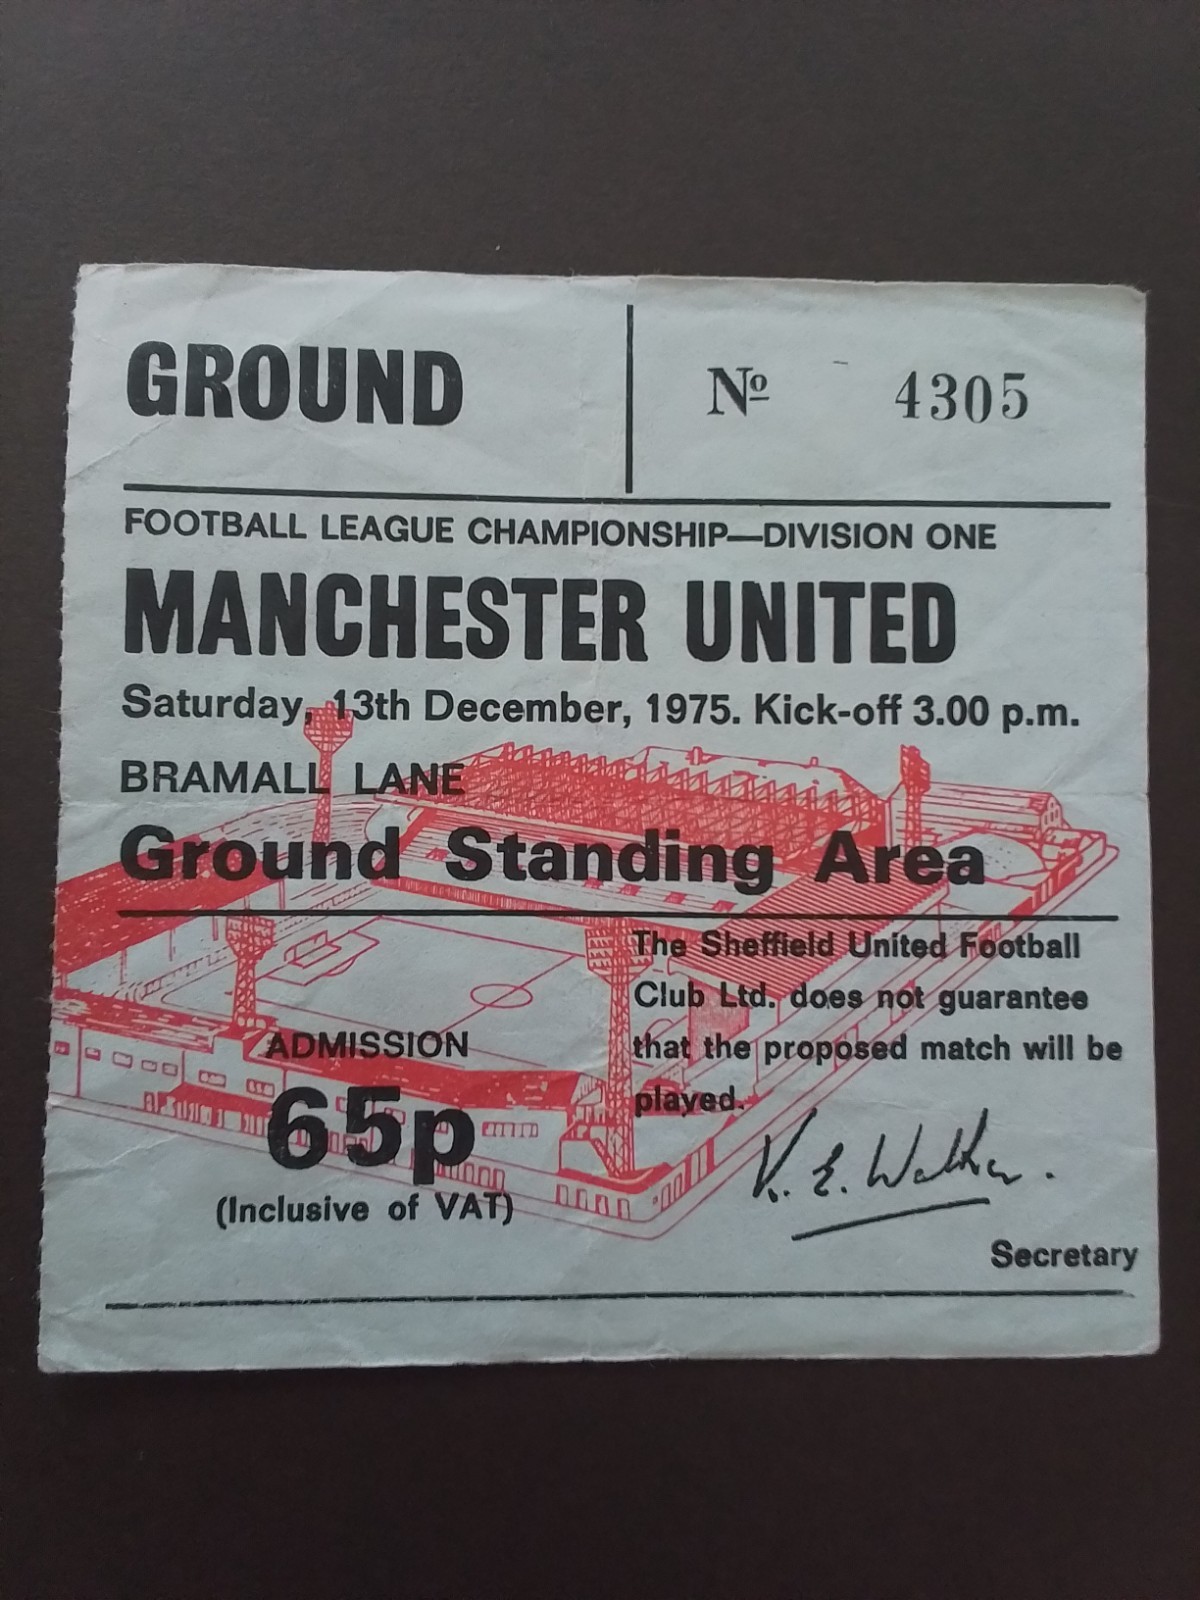 GROUND
Nº 4305
FOOTBALL LEAGUE CHAMPIONSHIP—DIVISION ONE
MANCHESTER UNITED
Saturday, 13th December, 1975. Kick-off 3.00 p.m.
BRAMALL LANE
Ground Standing Area
The Sheffield United Football
Club Ltd. does not guarantee
that the proposed match will be
played.
ADMISSION
65p
(Inclusive of VAT)
K. E. Walker.
Secretary